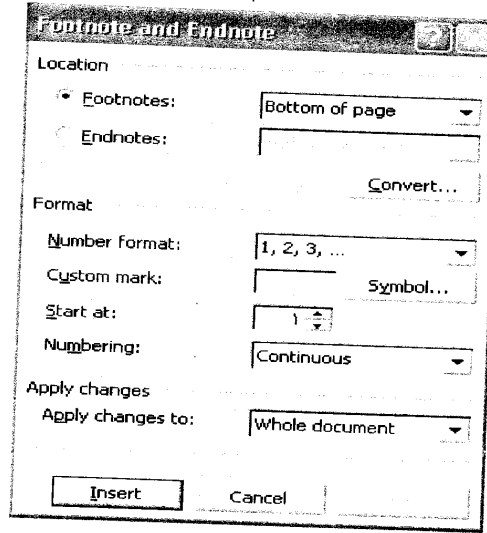 Footnote and Endnote ?
Location
Footnotes: Bottom of page
Endnotes:
Convert...
Format
Number format: 1, 2, 3, ...
Custom mark: Symbol...
Start at: 1
Numbering: Continuous
Apply changes
Apply changes to: Whole document
Insert Cancel